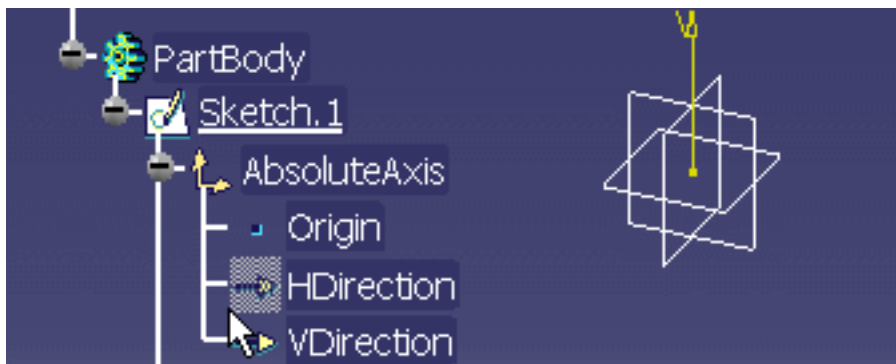 V
PartBody
Sketch.1
AbsoluteAxis
Origin
HDirection
VDirection